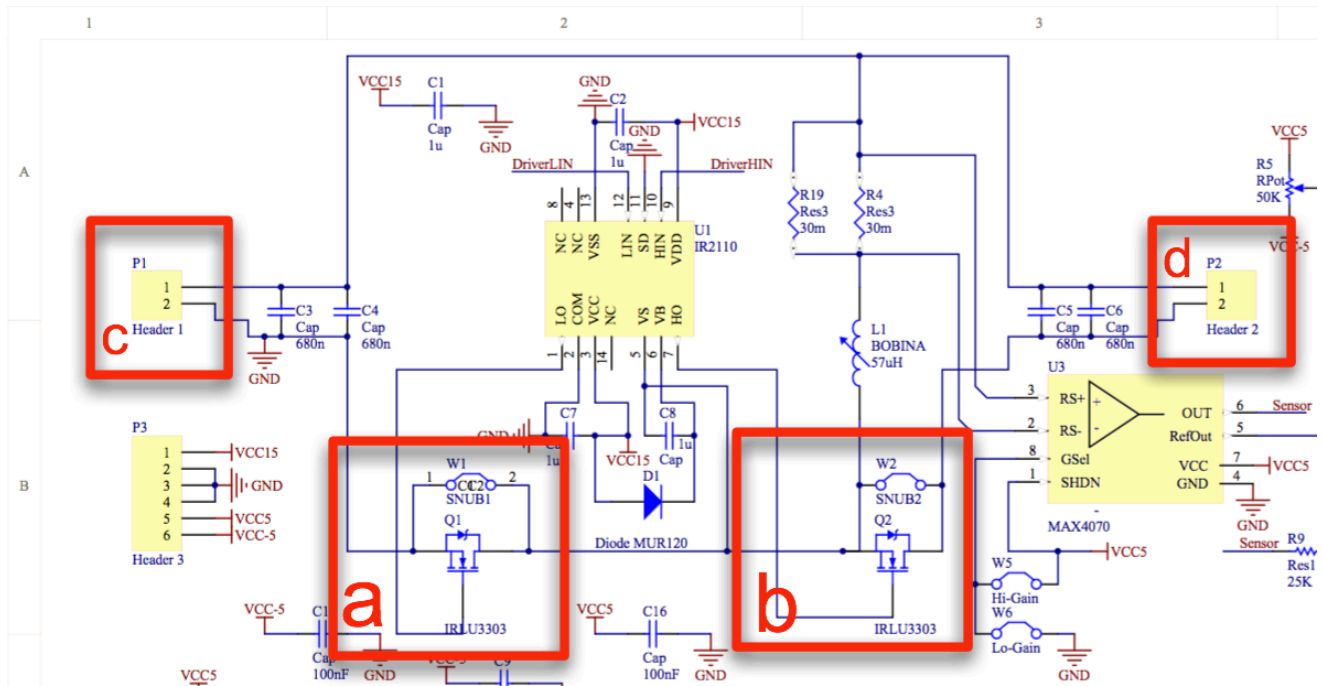 1
2
3
A
B
VCC15
C1
Cap
1u
GND
GND
C2
GND
Cap
1u
VCC15
DriverLIN
DriverHIN
8
4
13
12
11
10
9
NC
NC
VSS
LIN
SD
HIN
VDD
U1
IR2110
LO
COM
VCC
NC
VS
VB
HO
1
2
3
14
5
6
7
R19
Res3
30m
R4
Res3
30m
VCC5
R5
RPot
50K
VCC-5
P1
1
2
Header 1
c
C3
Cap
680n
C4
Cap
680n
GND
L1
BOBINA
57uH
C5
Cap
680n
C6
Cap
680n
d
P2
1
2
Header 2
U3
3
RS+
2
RS-
8
GSel
1
SHDN
+
-
OUT
6
Sensor
RefOut
5
VCC
7
VCC5
GND
4
GND
-
MAX4070
P3
1
2
3
4
5
6
VCC15
GND
VCC5
VCC-5
Header 3
GND
C7
Cap
1u
VCC15
C8
1u
Cap
D1
Diode MUR120
W1
1
2
SNUB1
Q1
IRLU3303
a
W2
SNUB2
Q2
IRLU3303
b
VCC5
W5
Hi-Gain
W6
Lo-Gain
GND
Sensor
R9
Res1
25K
VCC-5
C1
Cap
100nF
GND
VCC5
C16
Cap
100nF
GND
VCC5
C9